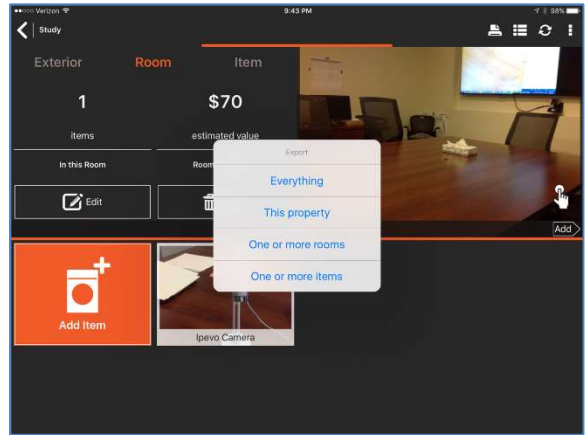 Verizon
9:43 PM
98%
Study
Exterior
Room
Item
1
$70
items
estimated value
In this Room
Room
Edit
Export
Everything
This property
One or more rooms
One or more items
Add
Add Item
Ipevo Camera